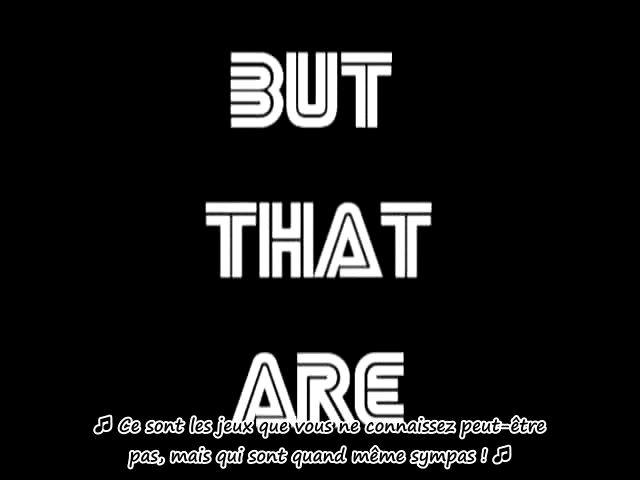 BUT
THAT
ARE
♫ Ce sont les jeux que vous ne connaissez peut-être
pas, mais qui sont quand même sympas ! ♫